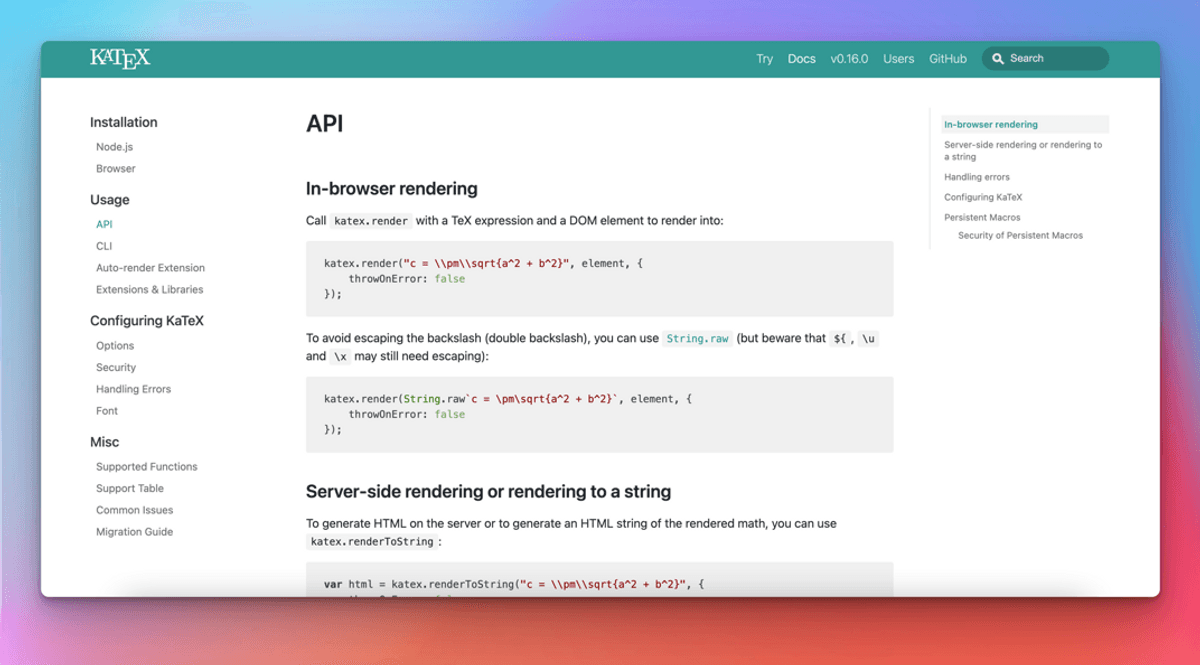 KATEX
Try Docs v0.16.0 Users GitHub Search
Installation
Node.js
Browser
Usage
API
CLI
Auto-render Extension
Extensions & Libraries
Configuring KaTeX
Options
Security
Handling Errors
Font
Misc
Supported Functions
Support Table
Common Issues
Migration Guide
API
In-browser rendering
Call katex.render with a TeX expression and a DOM element to render into:
katex.render("c = \\pm\\sqrt{a^2 + b^2}", element, {
    throwOnError: false
});
To avoid escaping the backslash (double backslash), you can use String.raw (but beware that ${ , \u
and \x may still need escaping):
katex.render(String.raw`c = \pm\sqrt{a^2 + b^2}`, element, {
    throwOnError: false
});
Server-side rendering or rendering to a string
To generate HTML on the server or to generate an HTML string of the rendered math, you can use
katex.renderToString :
var html = katex.renderToString("c = \\pm\\sqrt{a^2 + b^2}", {
In-browser rendering
Server-side rendering or rendering to
a string
Handling errors
Configuring KaTeX
Persistent Macros
Security of Persistent Macros